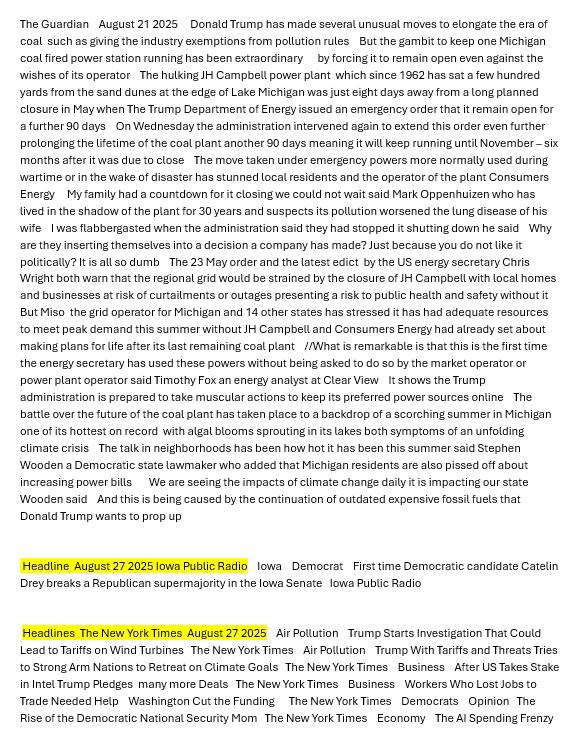 The Guardian    August 21 2025    Donald Trump has made several unusual moves to elongate the era of
coal  such as giving the industry exemptions from pollution rules    But the gambit to keep one Michigan
coal fired power station running has been extraordinary    by forcing it to remain open even against the
wishes of its operator    The hulking JH Campbell power plant  which since 1962 has sat a few hundred
yards from the sand dunes at the edge of Lake Michigan was just eight days away from a long planned
closure in May when The Trump Department of Energy issued an emergency order that it remain open for
a further 90 days    On Wednesday the administration intervened again to extend this order even further
prolonging the lifetime of the coal plant another 90 days meaning it will keep running until November – six
months after it was due to close    The move taken under emergency powers more normally used during
wartime or in the wake of disaster has stunned local residents and the operator of the plant Consumers
Energy    My family had a countdown for it closing we could not wait said Mark Oppenhuizen who has
lived in the shadow of the plant for 30 years and suspects its pollution worsened the lung disease of his
wife    I was flabbergasted when the administration said they had stopped it shutting down he said    Why
are they inserting themselves into a decision a company has made? Just because you do not like it
politically? It is all so dumb    The 23 May order and the latest edict  by the US energy secretary Chris
Wright both warn that the regional grid would be strained by the closure of JH Campbell with local homes
and businesses at risk of curtailments or outages presenting a risk to public health and safety without it
But Miso  the grid operator for Michigan and 14 other states has stressed it has had adequate resources
to meet peak demand this summer without JH Campbell and Consumers Energy had already set about
making plans for life after its last remaining coal plant    //What is remarkable is that this is the first time
the energy secretary has used these powers without being asked to do so by the market operator or
power plant operator said Timothy Fox an energy analyst at Clear View    It shows the Trump
administration is prepared to take muscular actions to keep its preferred power sources online    The
battle over the future of the coal plant has taken place to a backdrop of a scorching summer in Michigan
one of its hottest on record  with algal blooms sprouting in its lakes both symptoms of an unfolding
climate crisis    The talk in neighborhoods has been how hot it has been this summer said Stephen
Wooden a Democratic state lawmaker who added that Michigan residents are also pissed off about
increasing power bills    We are seeing the impacts of climate change daily it is impacting our state
Wooden said    And this is being caused by the continuation of outdated expensive fossil fuels that
Donald Trump wants to prop up
Headline  August 27 2025 Iowa Public Radio    Iowa    Democrat    First time Democratic candidate Catelin
Drey breaks a Republican supermajority in the Iowa Senate   Iowa Public Radio
Headlines  The New York Times  August 27 2025    Air Pollution    Trump Starts Investigation That Could
Lead to Tariffs on Wind Turbines   The New York Times    Air Pollution    Trump With Tariffs and Threats Tries
to Strong Arm Nations to Retreat on Climate Goals   The New York Times    Business    After US Takes Stake
in Intel Trump Pledges  many more Deals   The New York Times    Business    Workers Who Lost Jobs to
Trade Needed Help    Washington Cut the Funding    The New York Times    Democrats    Opinion   The
Rise of the Democratic National Security Mom   The New York Times    Economy    The AI Spending Frenzy